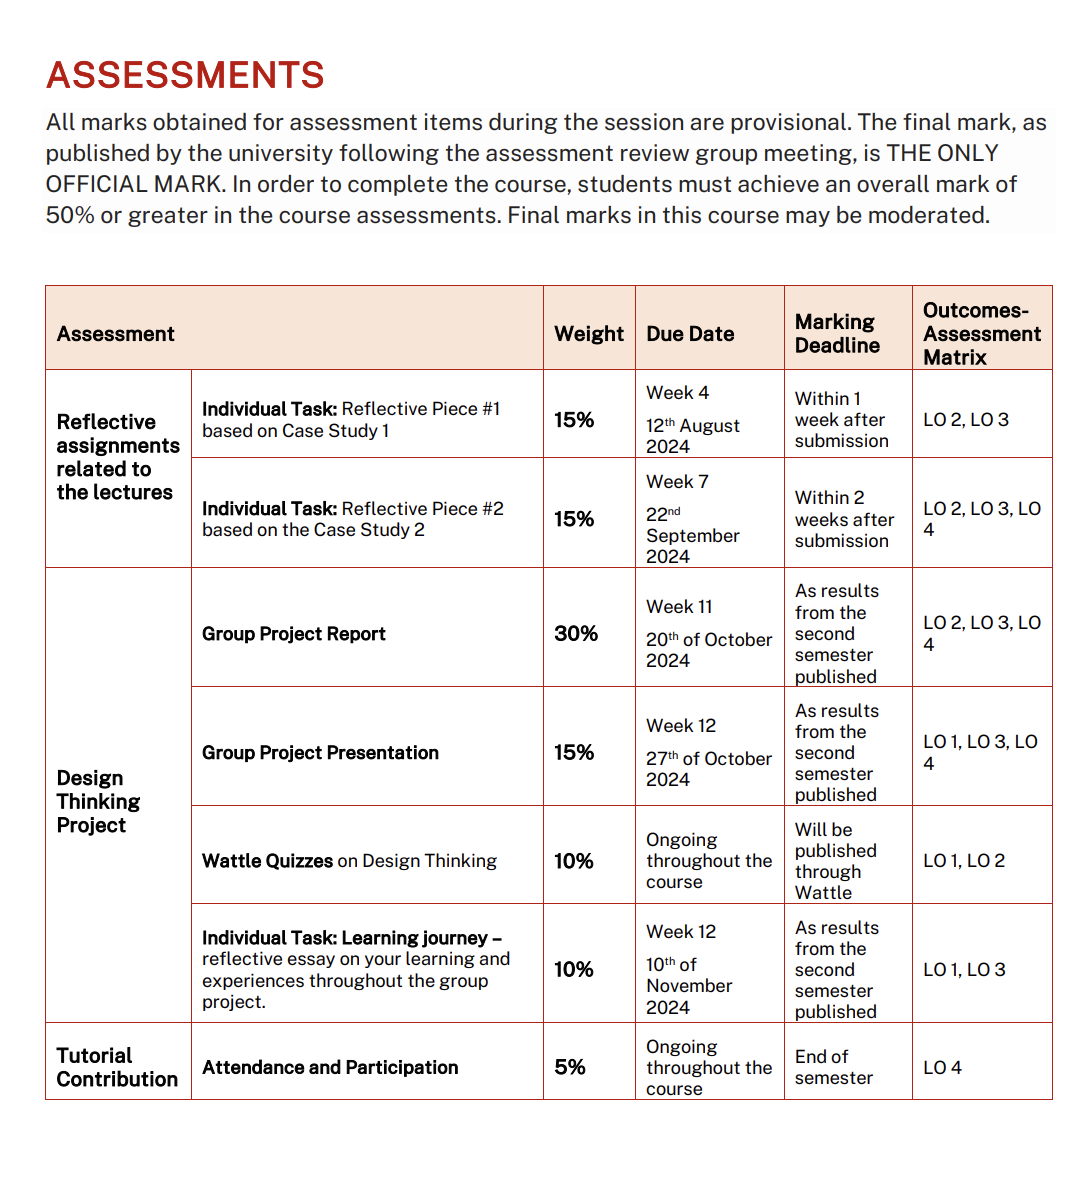 ASSESSMENTS
All marks obtained for assessment items during the session are provisional. The final mark, as
published by the university following the assessment review group meeting, is THE ONLY
OFFICIAL MARK. In order to complete the course, students must achieve an overall mark of
50% or greater in the course assessments. Final marks in this course may be moderated.
Assessment
Weight
Due Date
Marking
Deadline
Outcomes-
Assessment
Matrix
Reflective
assignments
related to
the lectures
Individual Task: Reflective Piece #1
based on Case Study 1
15%
Week 4
12th August
2024
Within 1
week after
submission
LO 2, LO 3
Individual Task: Reflective Piece #2
based on the Case Study 2
15%
Week 7
22nd
September
2024
Within 2
weeks after
submission
LO 2, LO 3, LO
4
Design
Thinking
Project
Group Project Report
30%
Week 11
20th of October
2024
As results
from the
second
semester
published
LO 2, LO 3, LO
4
Group Project Presentation
15%
Week 12
27th of October
2024
As results
from the
second
semester
published
LO 1, LO 3, LO
4
Wattle Quizzes on Design Thinking
10%
Ongoing
throughout the
course
Will be
published
through
Wattle
LO 1, LO 2
Individual Task: Learning journey –
reflective essay on your learning and
experiences throughout the group
project.
10%
Week 12
10th of
November
2024
As results
from the
second
semester
published
LO 1, LO 3
Tutorial
Contribution
Attendance and Participation
5%
Ongoing
throughout the
course
End of
semester
LO 4